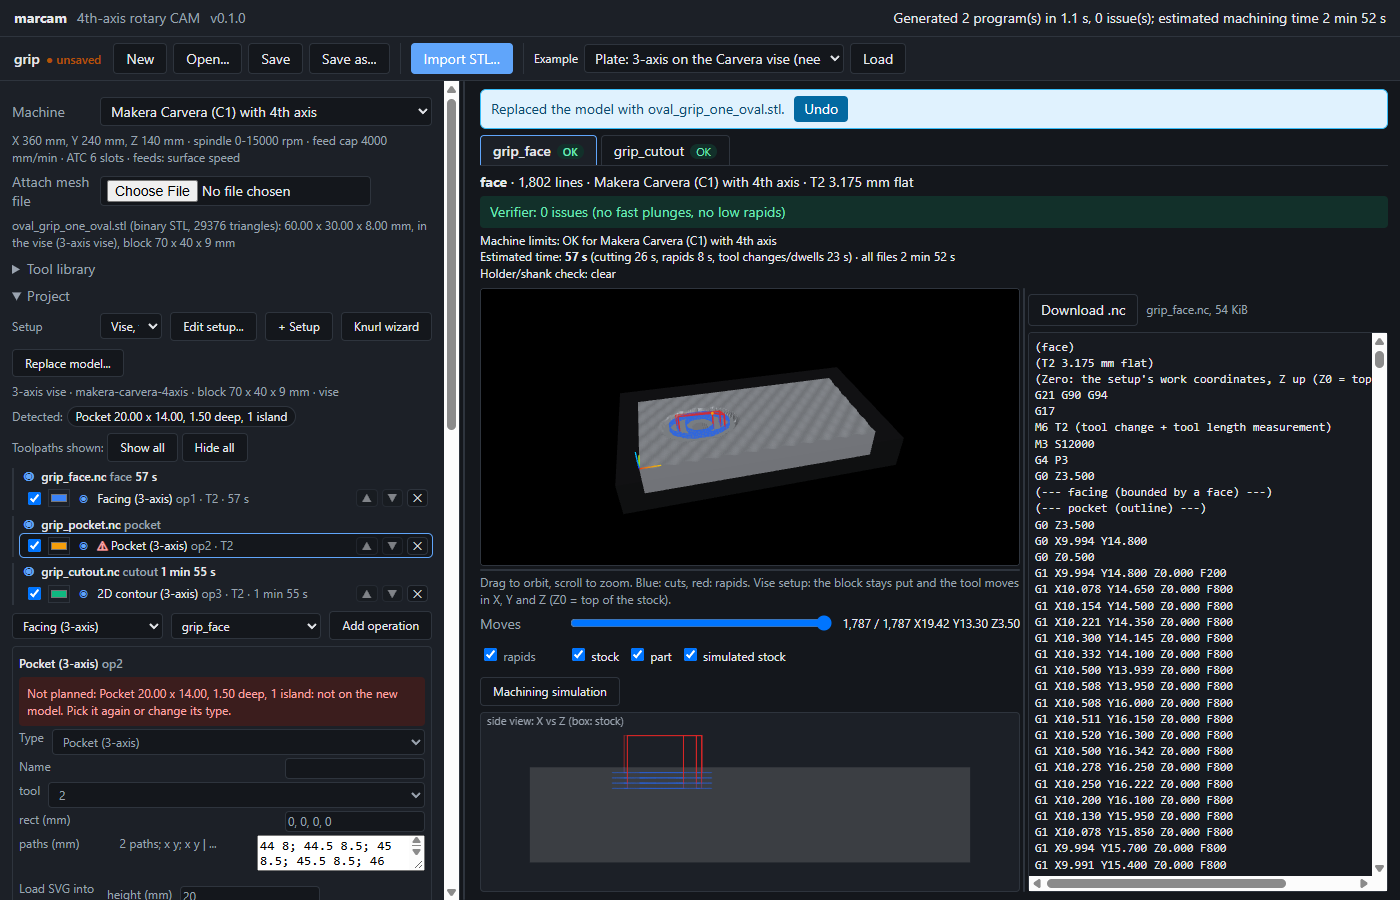 marcam 4th-axis rotary CAM v0.1.0
Generated 2 program(s) in 1.1 s, 0 issue(s); estimated machining time 2 min 52 s
grip • unsaved New Open... Save Save as... Import STL... Example Plate: 3-axis on the Carvera vise (nee Load
Machine Makera Carvera (C1) with 4th axis
X 360 mm, Y 240 mm, Z 140 mm · spindle 0-15000 rpm · feed cap 4000
mm/min · ATC 6 slots · feeds: surface speed
Attach mesh file Choose File No file chosen
oval_grip_one_oval.stl (binary STL, 29376 triangles): 60.00 x 30.00 x 8.00 mm, in
the vise (3-axis vise), block 70 x 40 x 9 mm
Tool library
Project
Setup Vise, Edit setup... + Setup Knurl wizard
Replace model...
3-axis vise · makera-carvera-4axis · block 70 x 40 x 9 mm · vise
Detected: Pocket 20.00 x 14.00, 1.50 deep, 1 island
Toolpaths shown: Show all Hide all
grip_face.nc face 57 s
Facing (3-axis) op1 · T2 · 57 s
grip_pocket.nc pocket
Pocket (3-axis) op2 · T2
grip_cutout.nc cutout 1 min 55 s
2D contour (3-axis) op3 · T2 · 1 min 55 s
Facing (3-axis) grip_face Add operation
Pocket (3-axis) op2
Not planned: Pocket 20.00 x 14.00, 1.50 deep, 1 island: not on the new
model. Pick it again or change its type.
Type Pocket (3-axis)
Name
tool 2
rect (mm) 0, 0, 0, 0
paths (mm) 2 paths; x y; x y | ... 44 8; 44.5 8.5; 45
8.5; 45.5 8.5; 46
Load SVG into height (mm) 20
Replaced the model with oval_grip_one_oval.stl. Undo
grip_face OK grip_cutout OK
face · 1,802 lines · Makera Carvera (C1) with 4th axis · T2 3.175 mm flat
Verifier: 0 issues (no fast plunges, no low rapids)
Machine limits: OK for Makera Carvera (C1) with 4th axis
Estimated time: 57 s (cutting 26 s, rapids 8 s, tool changes/dwells 23 s) · all files 2 min 52 s
Holder/shank check: clear
Drag to orbit, scroll to zoom. Blue: cuts, red: rapids. Vise setup: the block stays put and the tool moves
in X, Y and Z (Z0 = top of the stock).
Moves 1,787 / 1,787 X19.42 Y13.30 Z3.50
rapids stock part simulated stock
Machining simulation
side view: X vs Z (box: stock)
Download .nc grip_face.nc, 54 KiB
(face)
(T2 3.175 mm flat)
(Zero: the setup's work coordinates, Z up (Z0 = top
G21 G90 G94
G17
M6 T2 (tool change + tool length measurement)
M3 S12000
G4 P3
G0 Z3.500
(--- facing (bounded by a face) ---)
(--- pocket (outline) ---)
G0 Z3.500
G0 X9.994 Y14.800
G0 Z0.500
G1 X9.994 Y14.800 Z0.000 F200
G1 X10.078 Y14.650 Z0.000 F800
G1 X10.154 Y14.500 Z0.000 F800
G1 X10.221 Y14.350 Z0.000 F800
G1 X10.300 Y14.145 Z0.000 F800
G1 X10.332 Y14.100 Z0.000 F800
G1 X10.500 Y13.939 Z0.000 F800
G1 X10.508 Y13.950 Z0.000 F800
G1 X10.508 Y16.000 Z0.000 F800
G1 X10.511 Y16.150 Z0.000 F800
G1 X10.520 Y16.300 Z0.000 F800
G1 X10.500 Y16.342 Z0.000 F800
G1 X10.278 Y16.250 Z0.000 F800
G1 X10.250 Y16.222 Z0.000 F800
G1 X10.200 Y16.100 Z0.000 F800
G1 X10.130 Y15.950 Z0.000 F800
G1 X10.078 Y15.850 Z0.000 F800
G1 X9.994 Y15.700 Z0.000 F800
G1 X9.991 Y15.400 Z0.000 F800